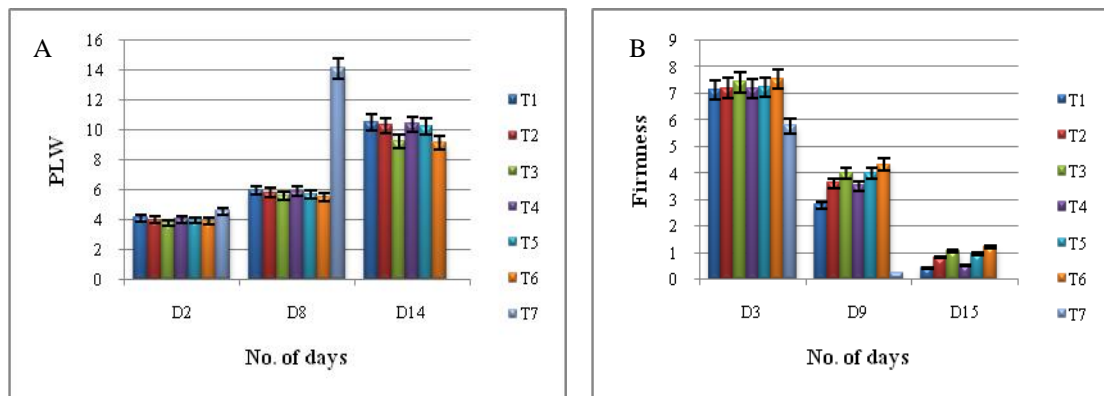 A
PLW
16
14
12
10
8
6
4
2
0
D2
D8
D14
No. of days
T1
T2
T3
T4
T5
T6
T7
B
Firmness
9
8
7
6
5
4
3
2
1
0
D3
D9
D15
No. of days
T1
T2
T3
T4
T5
T6
T7